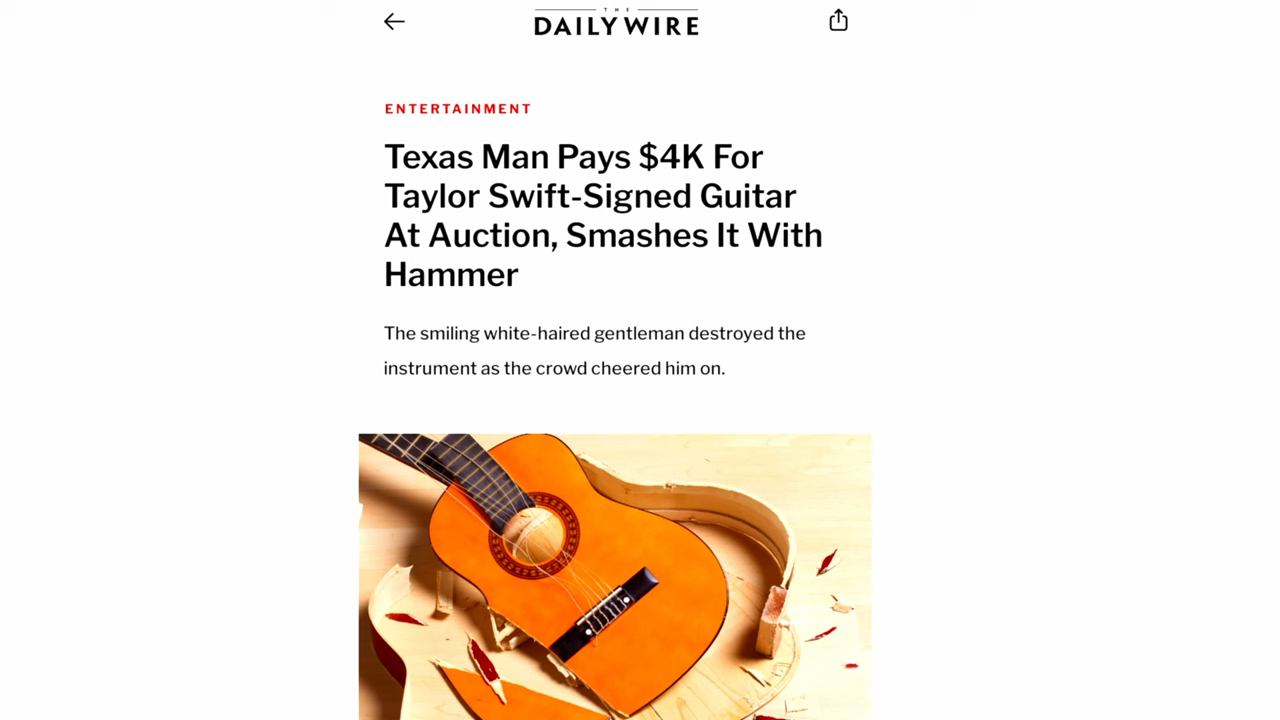 THE
DAILY WIRE
ENTERTAINMENT
Texas Man Pays $4K For
Taylor Swift-Signed Guitar
At Auction, Smashes It With
Hammer
The smiling white-haired gentleman destroyed the
instrument as the crowd cheered him on.